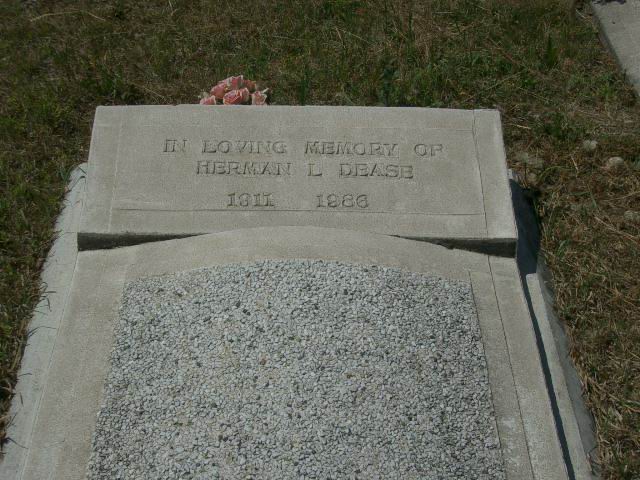 IN LOVING MEMORY OF
HERMAN L DEASE
1911 1986